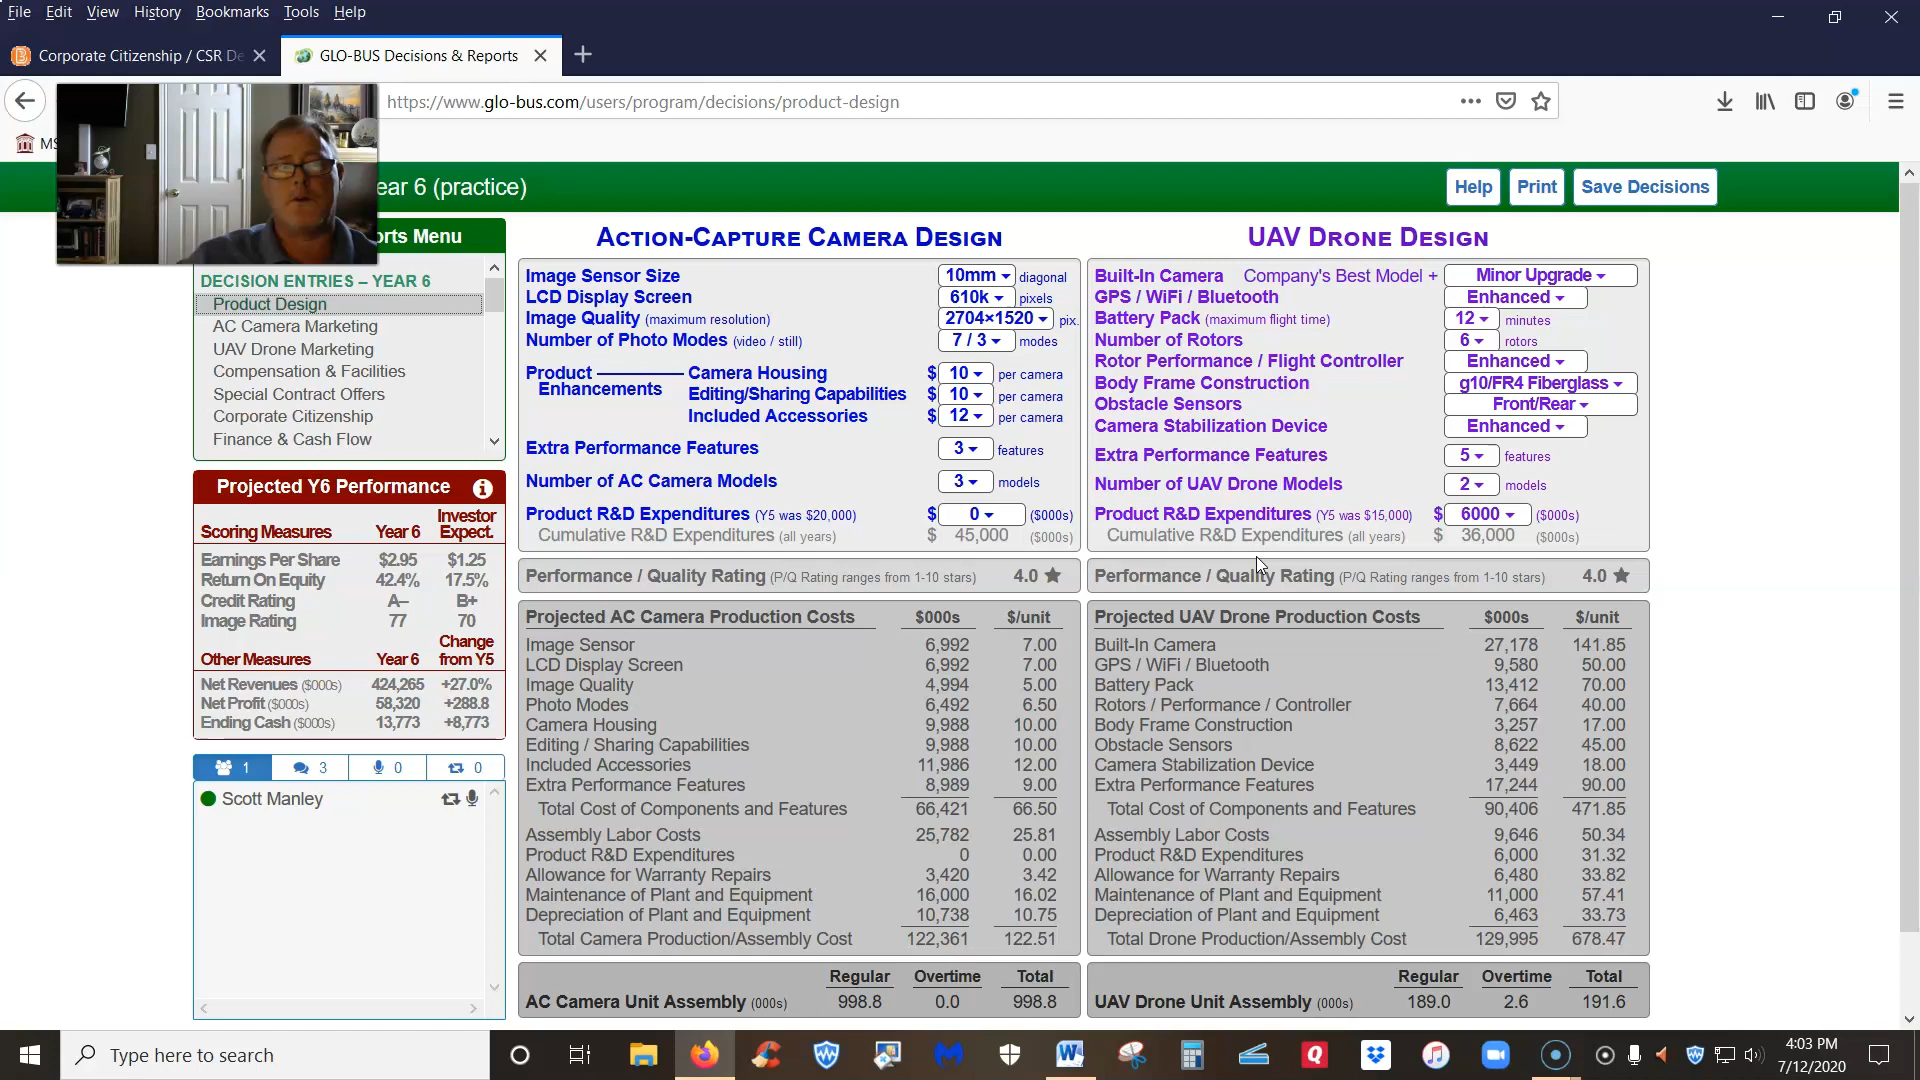 File Edit View History Bookmarks Tools Help
Corporate Citizenship / CSR De
GLO-BUS Decisions & Reports
https://www.glo-bus.com/users/program/decisions/product-design
MS
ear 6 (practice)
Help Print Save Decisions
orts Menu
DECISION ENTRIES – YEAR 6
Product Design
AC Camera Marketing
UAV Drone Marketing
Compensation & Facilities
Special Contract Offers
Corporate Citizenship
Finance & Cash Flow
Projected Y6 Performance
Scoring Measures Year 6 Investor Expect.
Earnings Per Share $2.95 $1.25
Return On Equity 42.4% 17.5%
Credit Rating A– B+
Image Rating 77 70
Other Measures Year 6 Change from Y5
Net Revenues ($000s) 424,265 +27.0%
Net Profit ($000s) 58,320 +288.8
Ending Cash ($000s) 13,773 +8,773
1 3 0 0
Scott Manley
ACTION-CAPTURE CAMERA DESIGN
Image Sensor Size 10mm diagonal
LCD Display Screen 610k pixels
Image Quality (maximum resolution) 2704×1520 pix.
Number of Photo Modes (video / still) 7 / 3 modes
Product Enhancements Camera Housing $ 10 per camera
Editing/Sharing Capabilities $ 10 per camera
Included Accessories $ 12 per camera
Extra Performance Features 3 features
Number of AC Camera Models 3 models
Product R&D Expenditures (Y5 was $20,000) $ 0 ($000s)
Cumulative R&D Expenditures (all years) $ 45,000 ($000s)
Performance / Quality Rating (P/Q Rating ranges from 1-10 stars) 4.0 ★
Projected AC Camera Production Costs $000s $/unit
Image Sensor 6,992 7.00
LCD Display Screen 6,992 7.00
Image Quality 4,994 5.00
Photo Modes 6,492 6.50
Camera Housing 9,988 10.00
Editing / Sharing Capabilities 9,988 10.00
Included Accessories 11,986 12.00
Extra Performance Features 8,989 9.00
Total Cost of Components and Features 66,421 66.50
Assembly Labor Costs 25,782 25.81
Product R&D Expenditures 0 0.00
Allowance for Warranty Repairs 3,420 3.42
Maintenance of Plant and Equipment 16,000 16.02
Depreciation of Plant and Equipment 10,738 10.75
Total Camera Production/Assembly Cost 122,361 122.51
Regular Overtime Total
AC Camera Unit Assembly (000s) 998.8 0.0 998.8
UAV DRONE DESIGN
Built-In Camera Company's Best Model + Minor Upgrade
GPS / WiFi / Bluetooth Enhanced
Battery Pack (maximum flight time) 12 minutes
Number of Rotors 6 rotors
Rotor Performance / Flight Controller Enhanced
Body Frame Construction g10/FR4 Fiberglass
Obstacle Sensors Front/Rear
Camera Stabilization Device Enhanced
Extra Performance Features 5 features
Number of UAV Drone Models 2 models
Product R&D Expenditures (Y5 was $15,000) $ 6000 ($000s)
Cumulative R&D Expenditures (all years) $ 36,000 ($000s)
Performance / Quality Rating (P/Q Rating ranges from 1-10 stars) 4.0 ★
Projected UAV Drone Production Costs $000s $/unit
Built-In Camera 27,178 141.85
GPS / WiFi / Bluetooth 9,580 50.00
Battery Pack 13,412 70.00
Rotors / Performance / Controller 7,664 40.00
Body Frame Construction 3,257 17.00
Obstacle Sensors 8,622 45.00
Camera Stabilization Device 3,449 18.00
Extra Performance Features 17,244 90.00
Total Cost of Components and Features 90,406 471.85
Assembly Labor Costs 9,646 50.34
Product R&D Expenditures 6,000 31.32
Allowance for Warranty Repairs 6,480 33.82
Maintenance of Plant and Equipment 11,000 57.41
Depreciation of Plant and Equipment 6,463 33.73
Total Drone Production/Assembly Cost 129,995 678.47
Regular Overtime Total
UAV Drone Unit Assembly (000s) 189.0 2.6 191.6
Type here to search
4:03 PM
7/12/2020